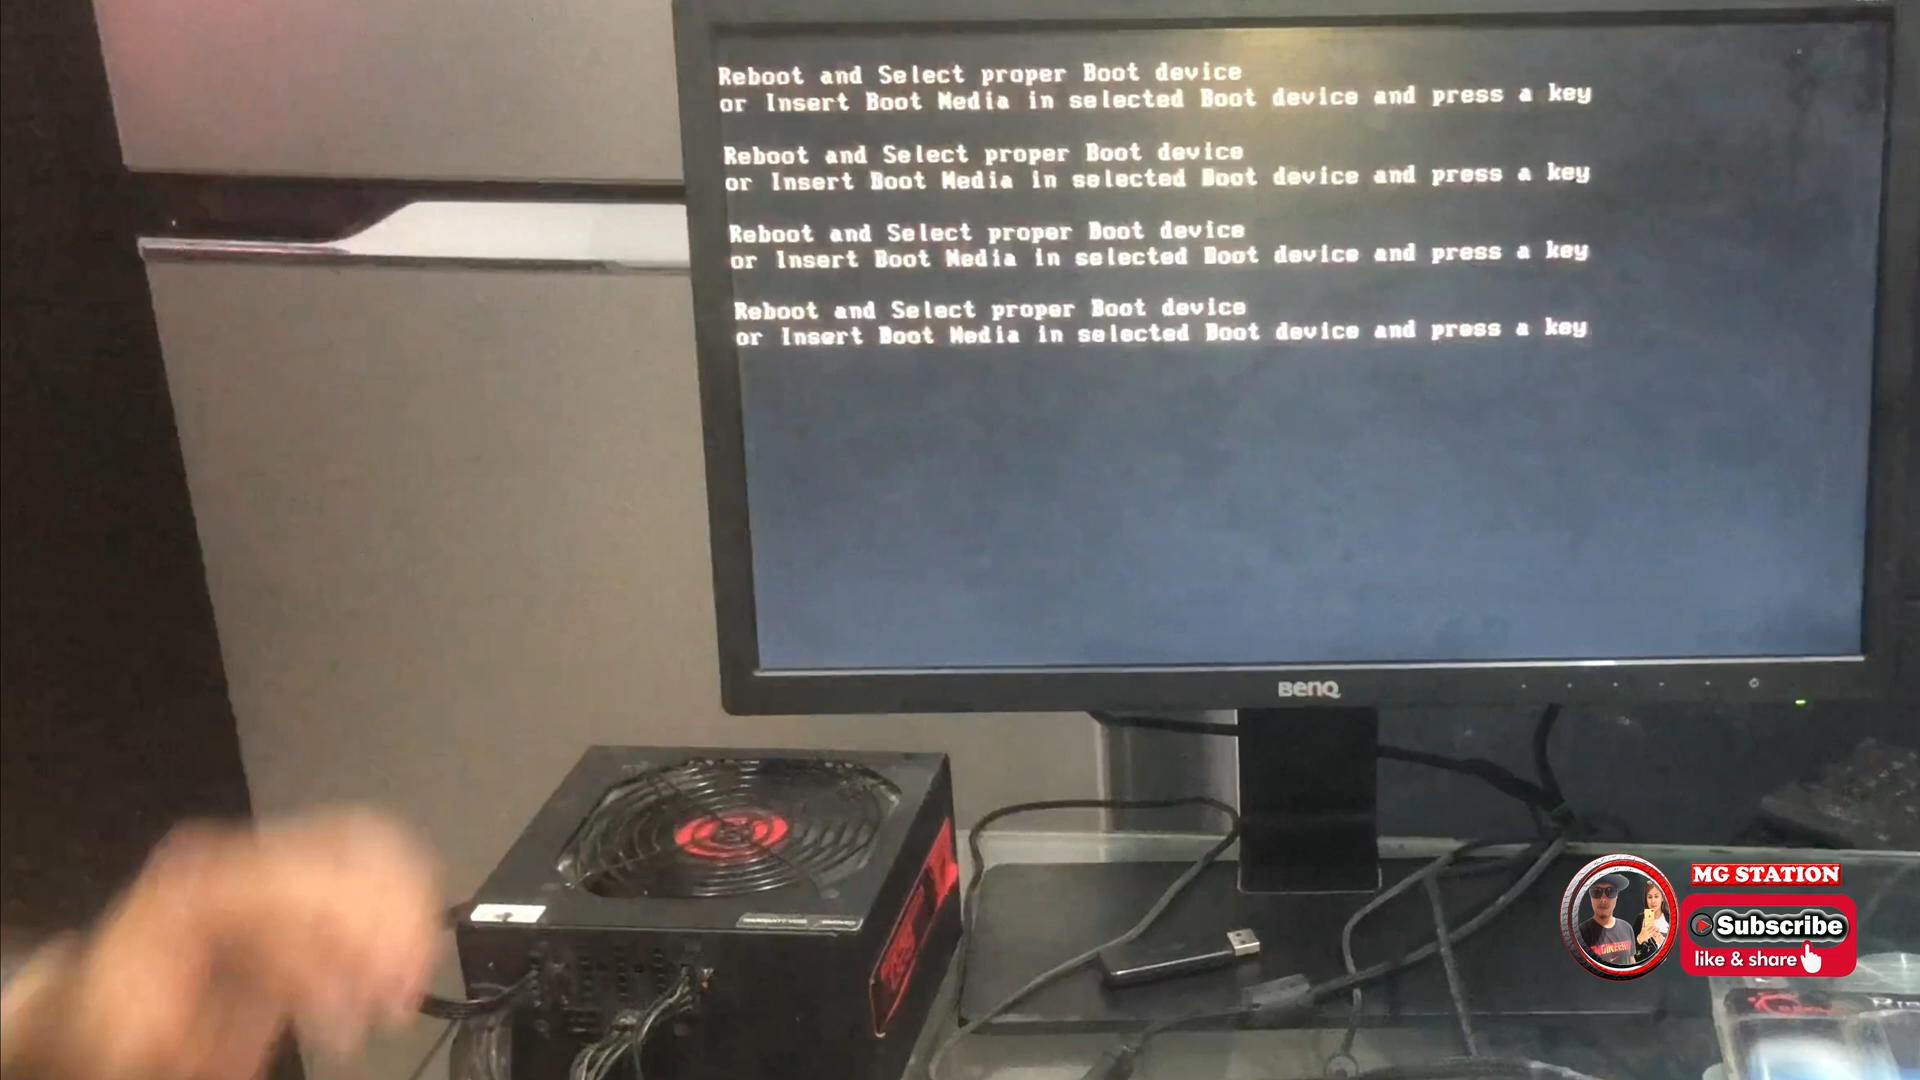 Reboot and Select proper Boot device
or Insert Boot Media in selected Boot device and press a key
Reboot and Select proper Boot device
or Insert Boot Media in selected Boot device and press a key
Reboot and Select proper Boot device
or Insert Boot Media in selected Boot device and press a key
Reboot and Select proper Boot device
or Insert Boot Media in selected Boot device and press a key
BenQ
MG STATION
Subscribe
like & share